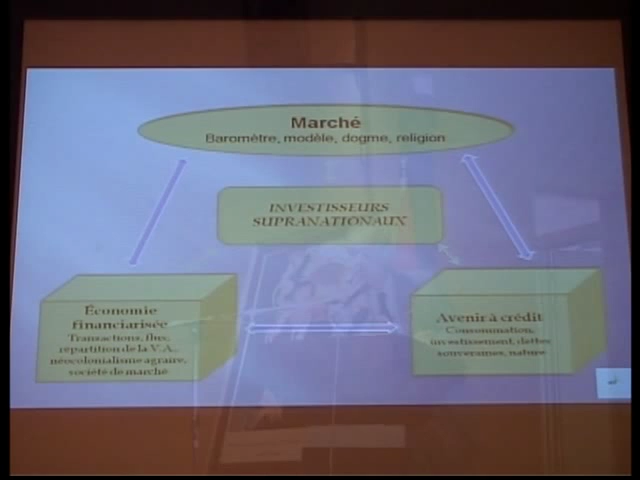 Marché
Baromètre, modèle, dogme, religion
INVESTISSEURS
SUPRANATIONAUX
Économie
financiarisée
Transactions, flux,
répartition de la V.A.,
néocolonialisme agraire,
société de marché
Avenir à crédit
Consommation,
investissement, dettes
souveraines, nature